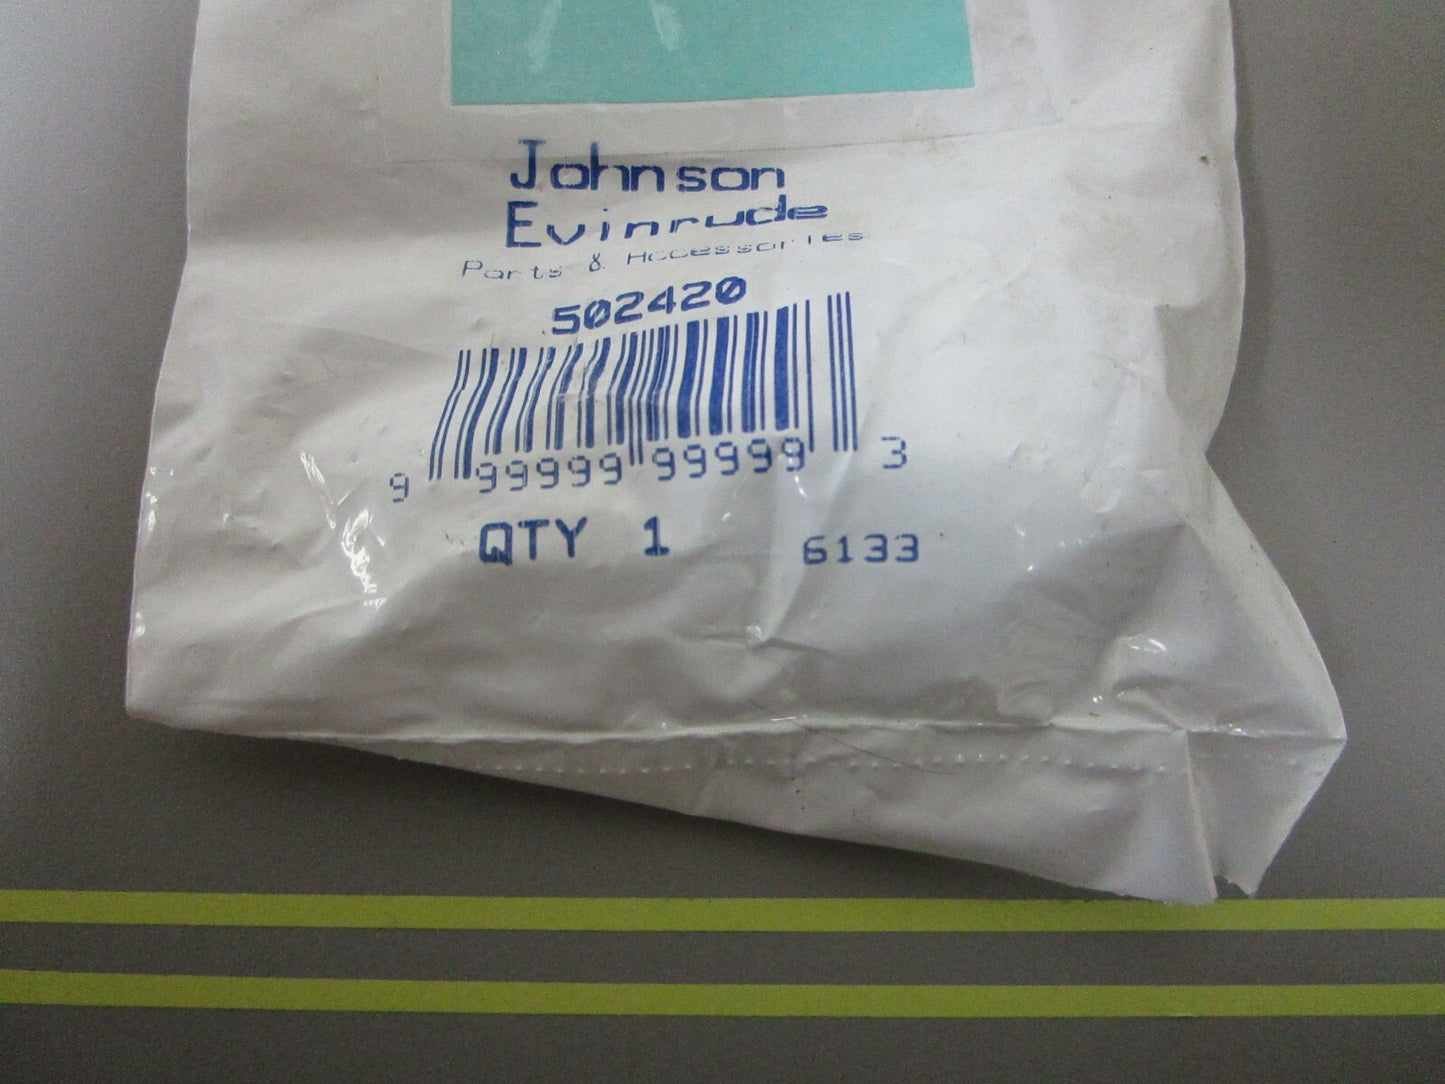 Johnson
Evinrude
Parts & Accessories
502420
9 99999 99999 3
QTY 1 6133